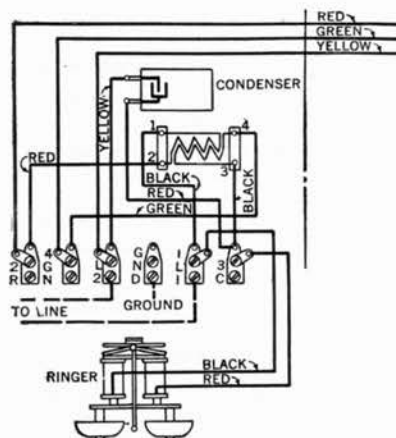 RED
GREEN
YELLOW
CONDENSER
YELLOW
1
4
2
3
RED
BLACK
RED
BLACK
GREEN
2 R
4 G N
L 2
G N D
1 L 1
3 C
TO LINE
GROUND
RINGER
BLACK
RED